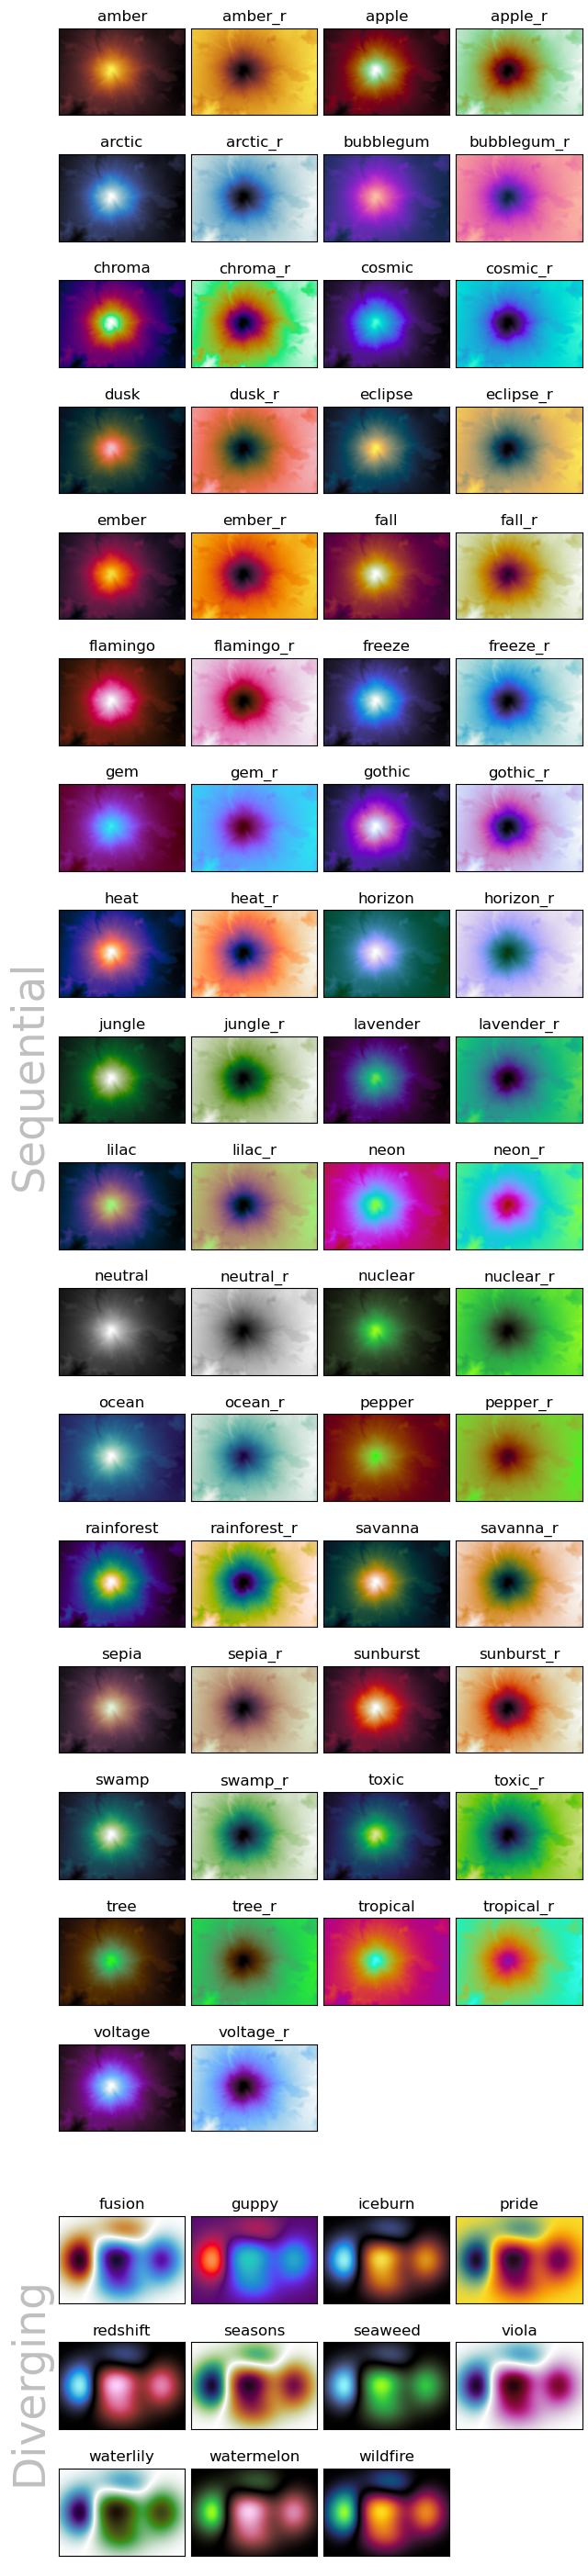 amber amber_r apple apple_r
arctic arctic_r bubblegum bubblegum_r
chroma chroma_r cosmic cosmic_r
dusk dusk_r eclipse eclipse_r
ember ember_r fall fall_r
flamingo flamingo_r freeze freeze_r
gem gem_r gothic gothic_r
heat heat_r horizon horizon_r
Sequential
jungle jungle_r lavender lavender_r
lilac lilac_r neon neon_r
neutral neutral_r nuclear nuclear_r
ocean ocean_r pepper pepper_r
rainforest rainforest_r savanna savanna_r
sepia sepia_r sunburst sunburst_r
swamp swamp_r toxic toxic_r
tree tree_r tropical tropical_r
voltage voltage_r
fusion guppy iceburn pride
Diverging
redshift seasons seaweed viola
waterlily watermelon wildfire